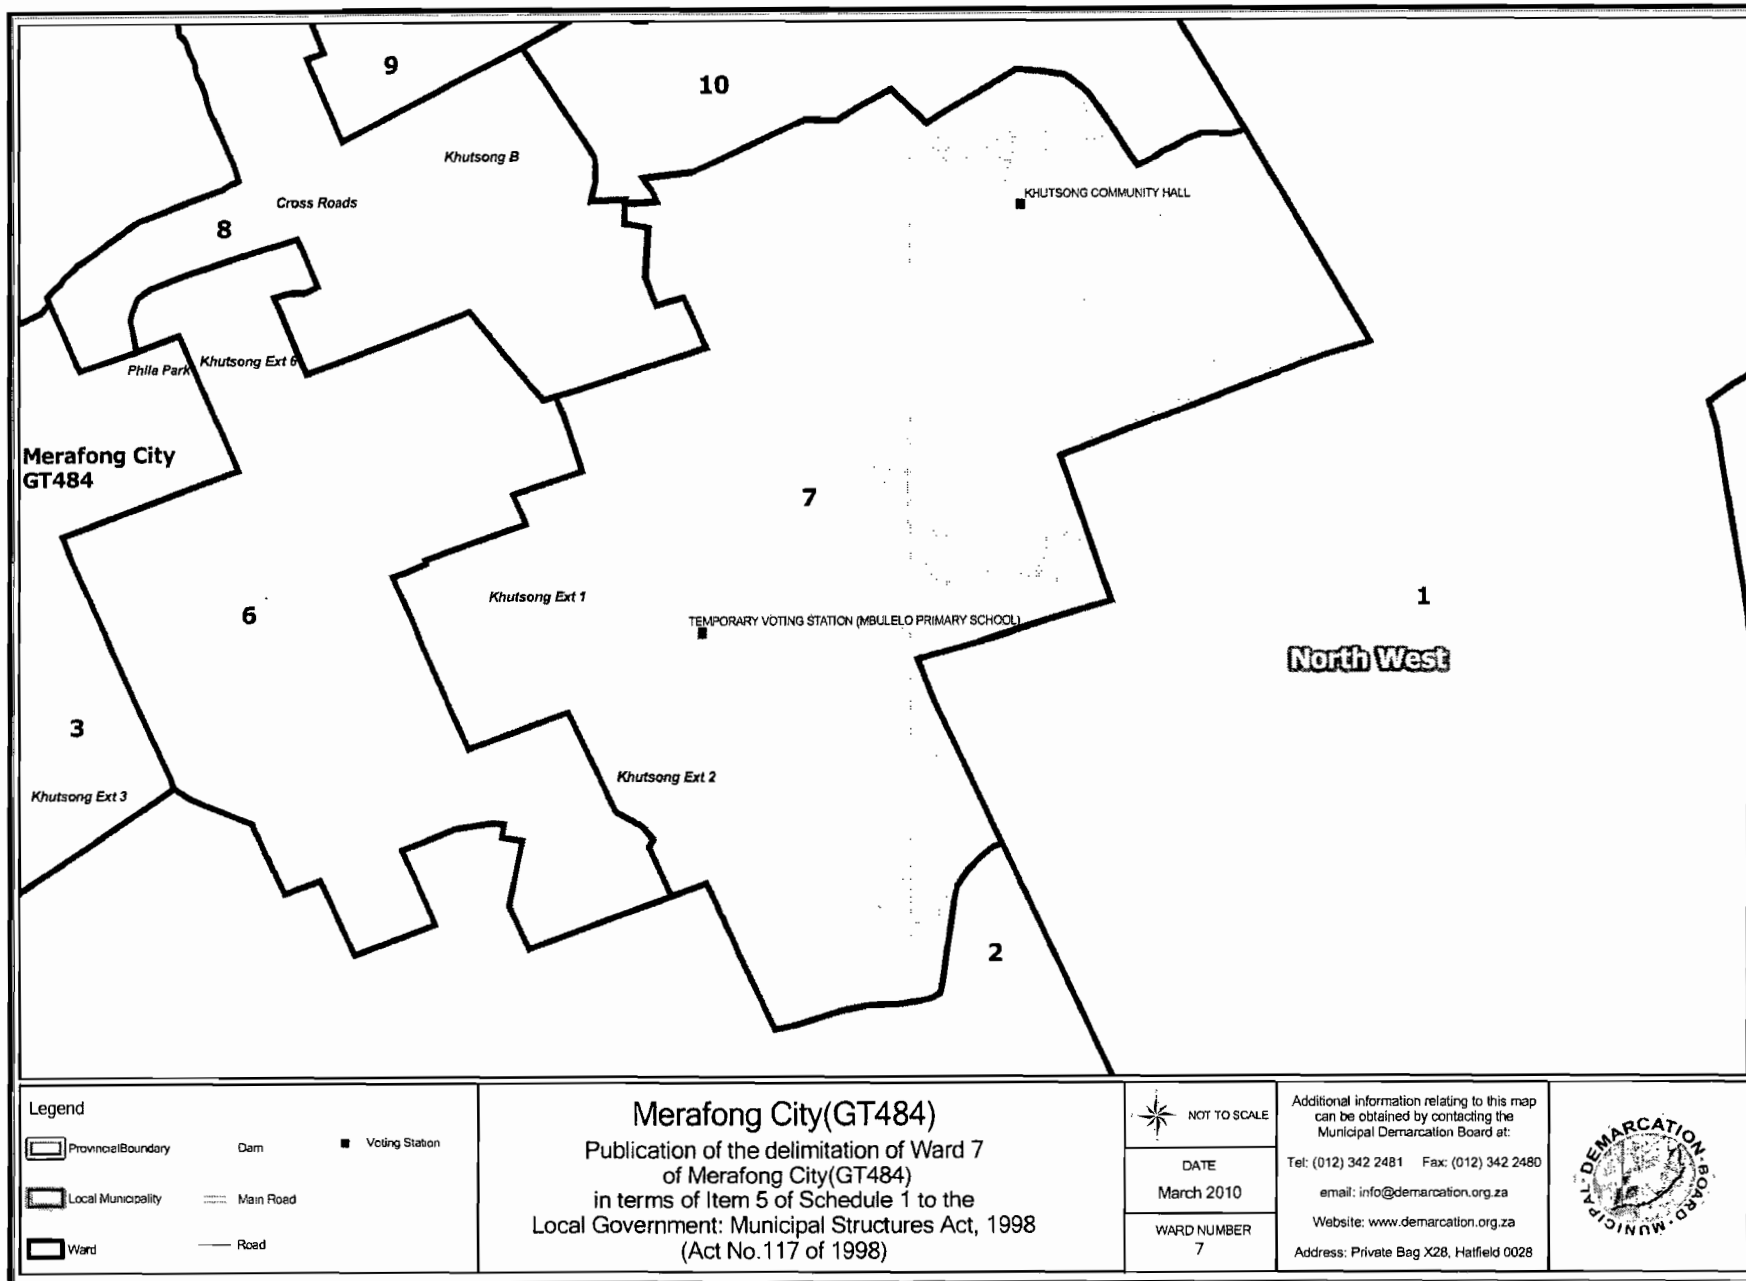 9
10
Khutsong B
KHUTSONG COMMUNITY HALL
Cross Roads
8
Khutsong Ext 6
Phila Park
Merafong City
GT484
7
Khutsong Ext 1
1
6
TEMPORARY VOTING STATION (MBULELO PRIMARY SCHOOL)
North West
3
Khutsong Ext 2
Khutsong Ext 3
2
Legend
ProvincialBoundary
Dam
Voting Station
Local Municipality
Main Road
Ward
Road
Merafong City(GT484)
Publication of the delimitation of Ward 7
of Merafong City(GT484)
in terms of Item 5 of Schedule 1 to the
Local Government: Municipal Structures Act, 1998
(Act No.117 of 1998)
NOT TO SCALE
DATE
March 2010
WARD NUMBER
7
Additional information relating to this map
can be obtained by contacting the
Municipal Demarcation Board at:
Tel: (012) 342 2481 Fax: (012) 342 2480
email: info@demarcation.org.za
Website: www.demarcation.org.za
Address: Private Bag X28, Hatfield 0028
MUNICIPAL · DEMARCATION · BOARD ·